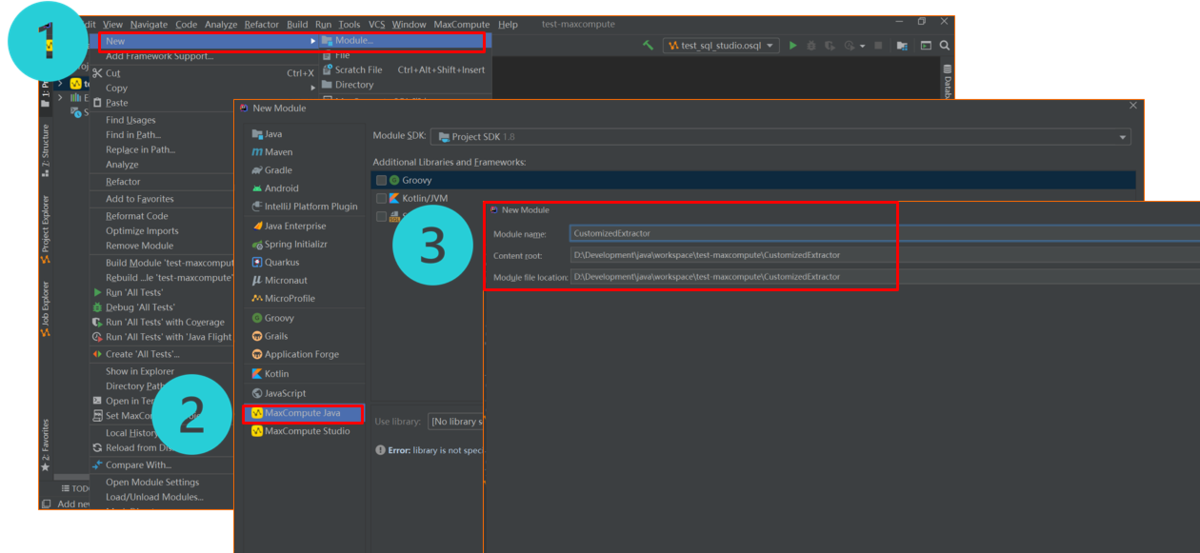 1
dit View Navigate Code Analyze Refactor Build Run Tools VCS Window MaxCompute Help test-maxcompute
test_sql_studio.osql
New
Module...
Add Framework Support...
File
Cut Ctrl+X
Scratch File Ctrl+Alt+Shift+Insert
Copy
Directory
Paste
Find Usages
Find in Path...
Replace in Path...
Analyze
Refactor
Add to Favorites
Reformat Code
Optimize Imports
Remove Module
Build Module 'test-maxcomput
Rebuild ...le 'test-maxcompute'
Run 'All Tests'
Debug 'All Tests'
Run 'All Tests' with Coverage
Run 'All Tests' with 'Java Flight
Create 'All Tests'...
Show in Explorer
Directory Path
Open in Ter
Set MaxCo
Local History
Reload from Di
Compare With...
Open Module Settings
Load/Unload Modules...
2: Structure
Project Explorer
Job Explorer
2: Favorites
TOD
Add nev
Datab
2
New Module
Java
Maven
Gradle
Android
IntelliJ Platform Plugin
Java Enterprise
Spring Initializr
Quarkus
Micronaut
MicroProfile
Groovy
Grails
Application Forge
Kotlin
JavaScript
MaxCompute Java
MaxCompute Studio
Module SDK: Project SDK 1.8
Additional Libraries and Frameworks:
Groovy
Kotlin/JVM
Use library: [No library s
Error: library is not spec
3
New Module
Module name: CustomizedExtractor
Content root: D:\Development\java\workspace\test-maxcompute\CustomizedExtractor
Module file location: D:\Development\java\workspace\test-maxcompute\CustomizedExtractor